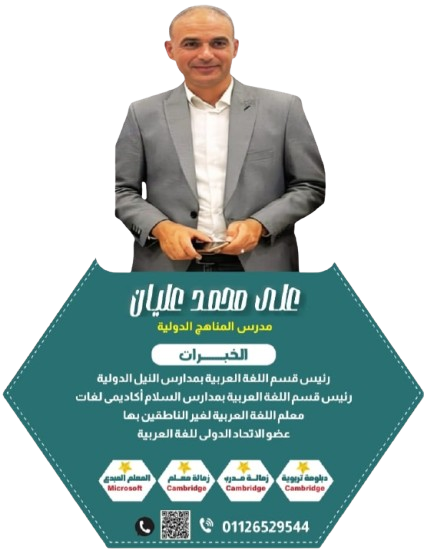 على محمد عليان
مدرس المناهج الدولية
الخبرات
رئيس قسم اللغة العربية بمدارس النيل الدولية
رئيس قسم اللغة العربية بمدارس السلام أكاديمى لغات
معلم اللغة العربية لغير الناطقين بها
عضو الاتحاد الدولى للغة العربية
دبلومة تربوية
Cambridge
زمالة مدرب
Cambridge
زمالة معلم
Cambridge
المعلم المبدع
Microsoft
01126529544